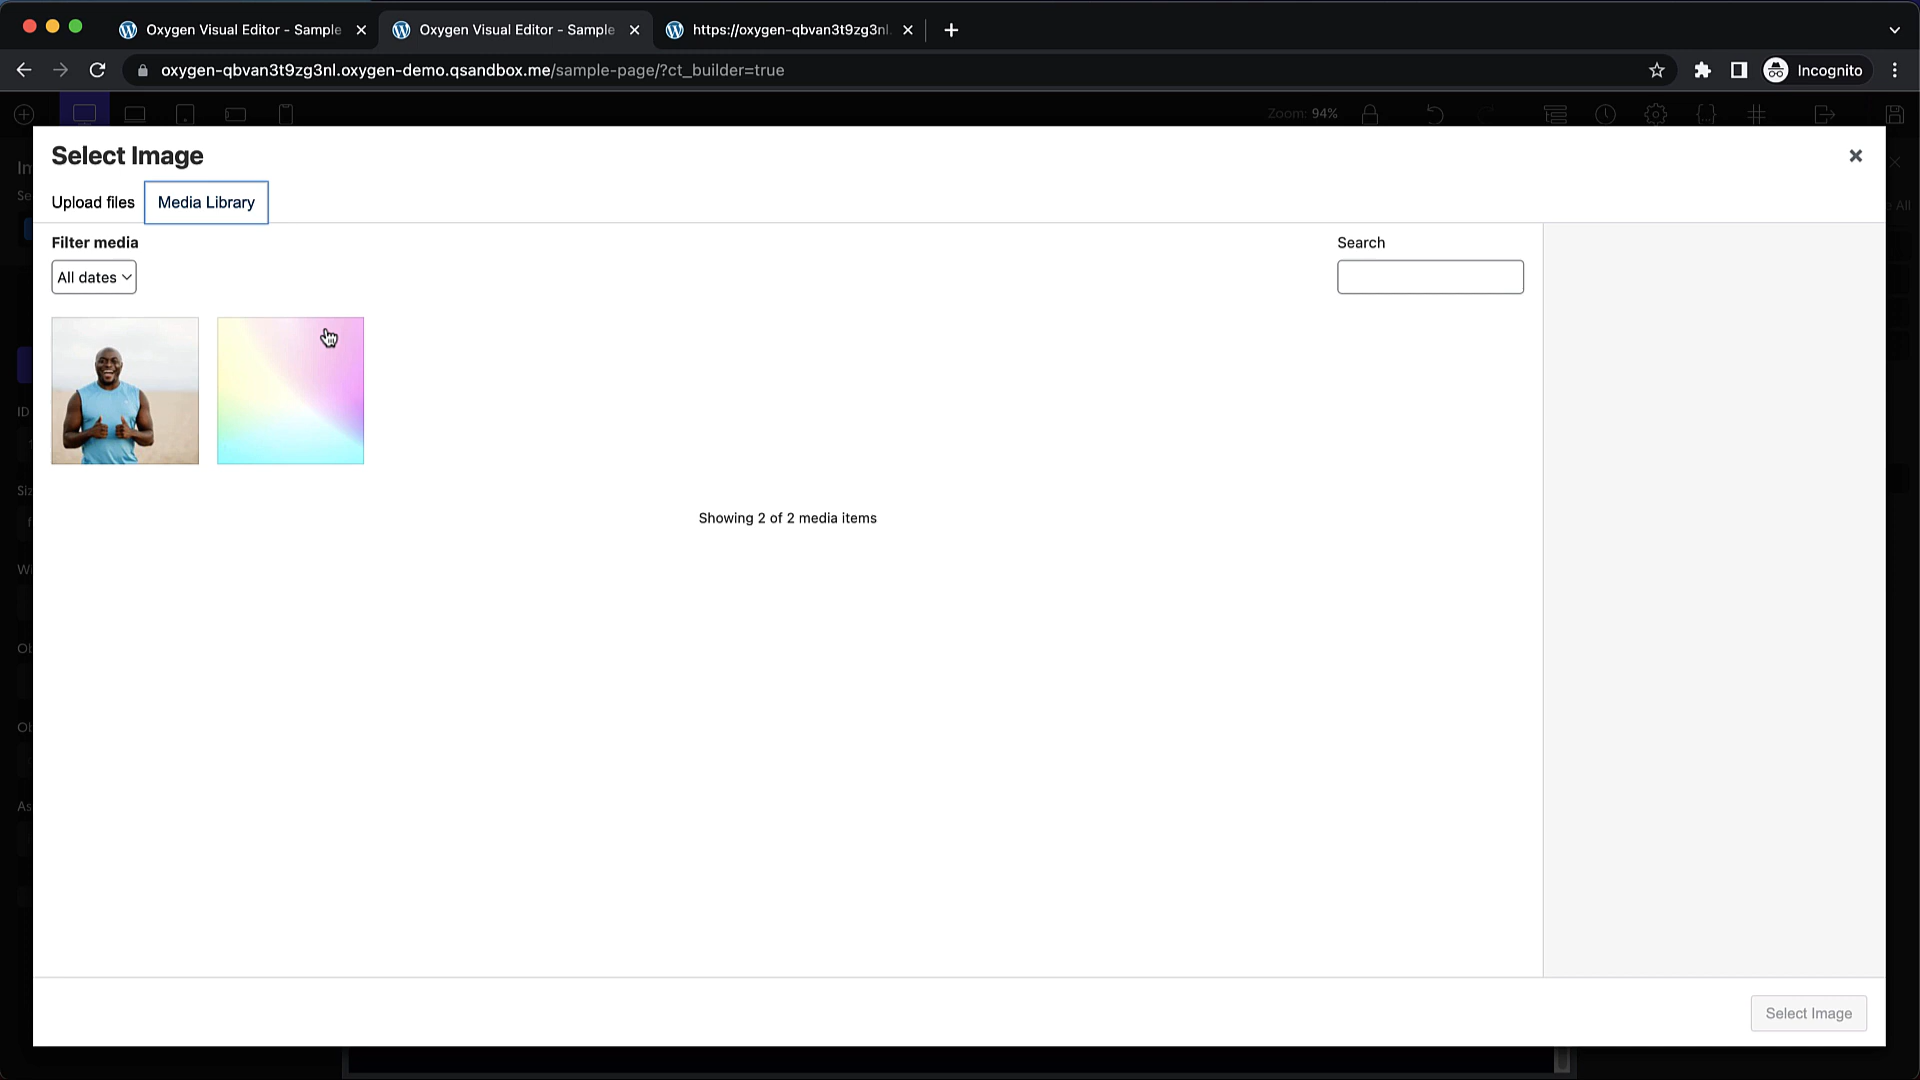 Oxygen Visual Editor - Sample
Oxygen Visual Editor - Sample
https://oxygen-qbvan3t9zg3nl.
oxygen-qbvan3t9zg3nl.oxygen-demo.qsandbox.me/sample-page/?ct_builder=true
Incognito
Zoom: 94%
Select Image
Upload files
Media Library
All
Filter media
Search
All dates
ID
Showing 2 of 2 media items
Select Image